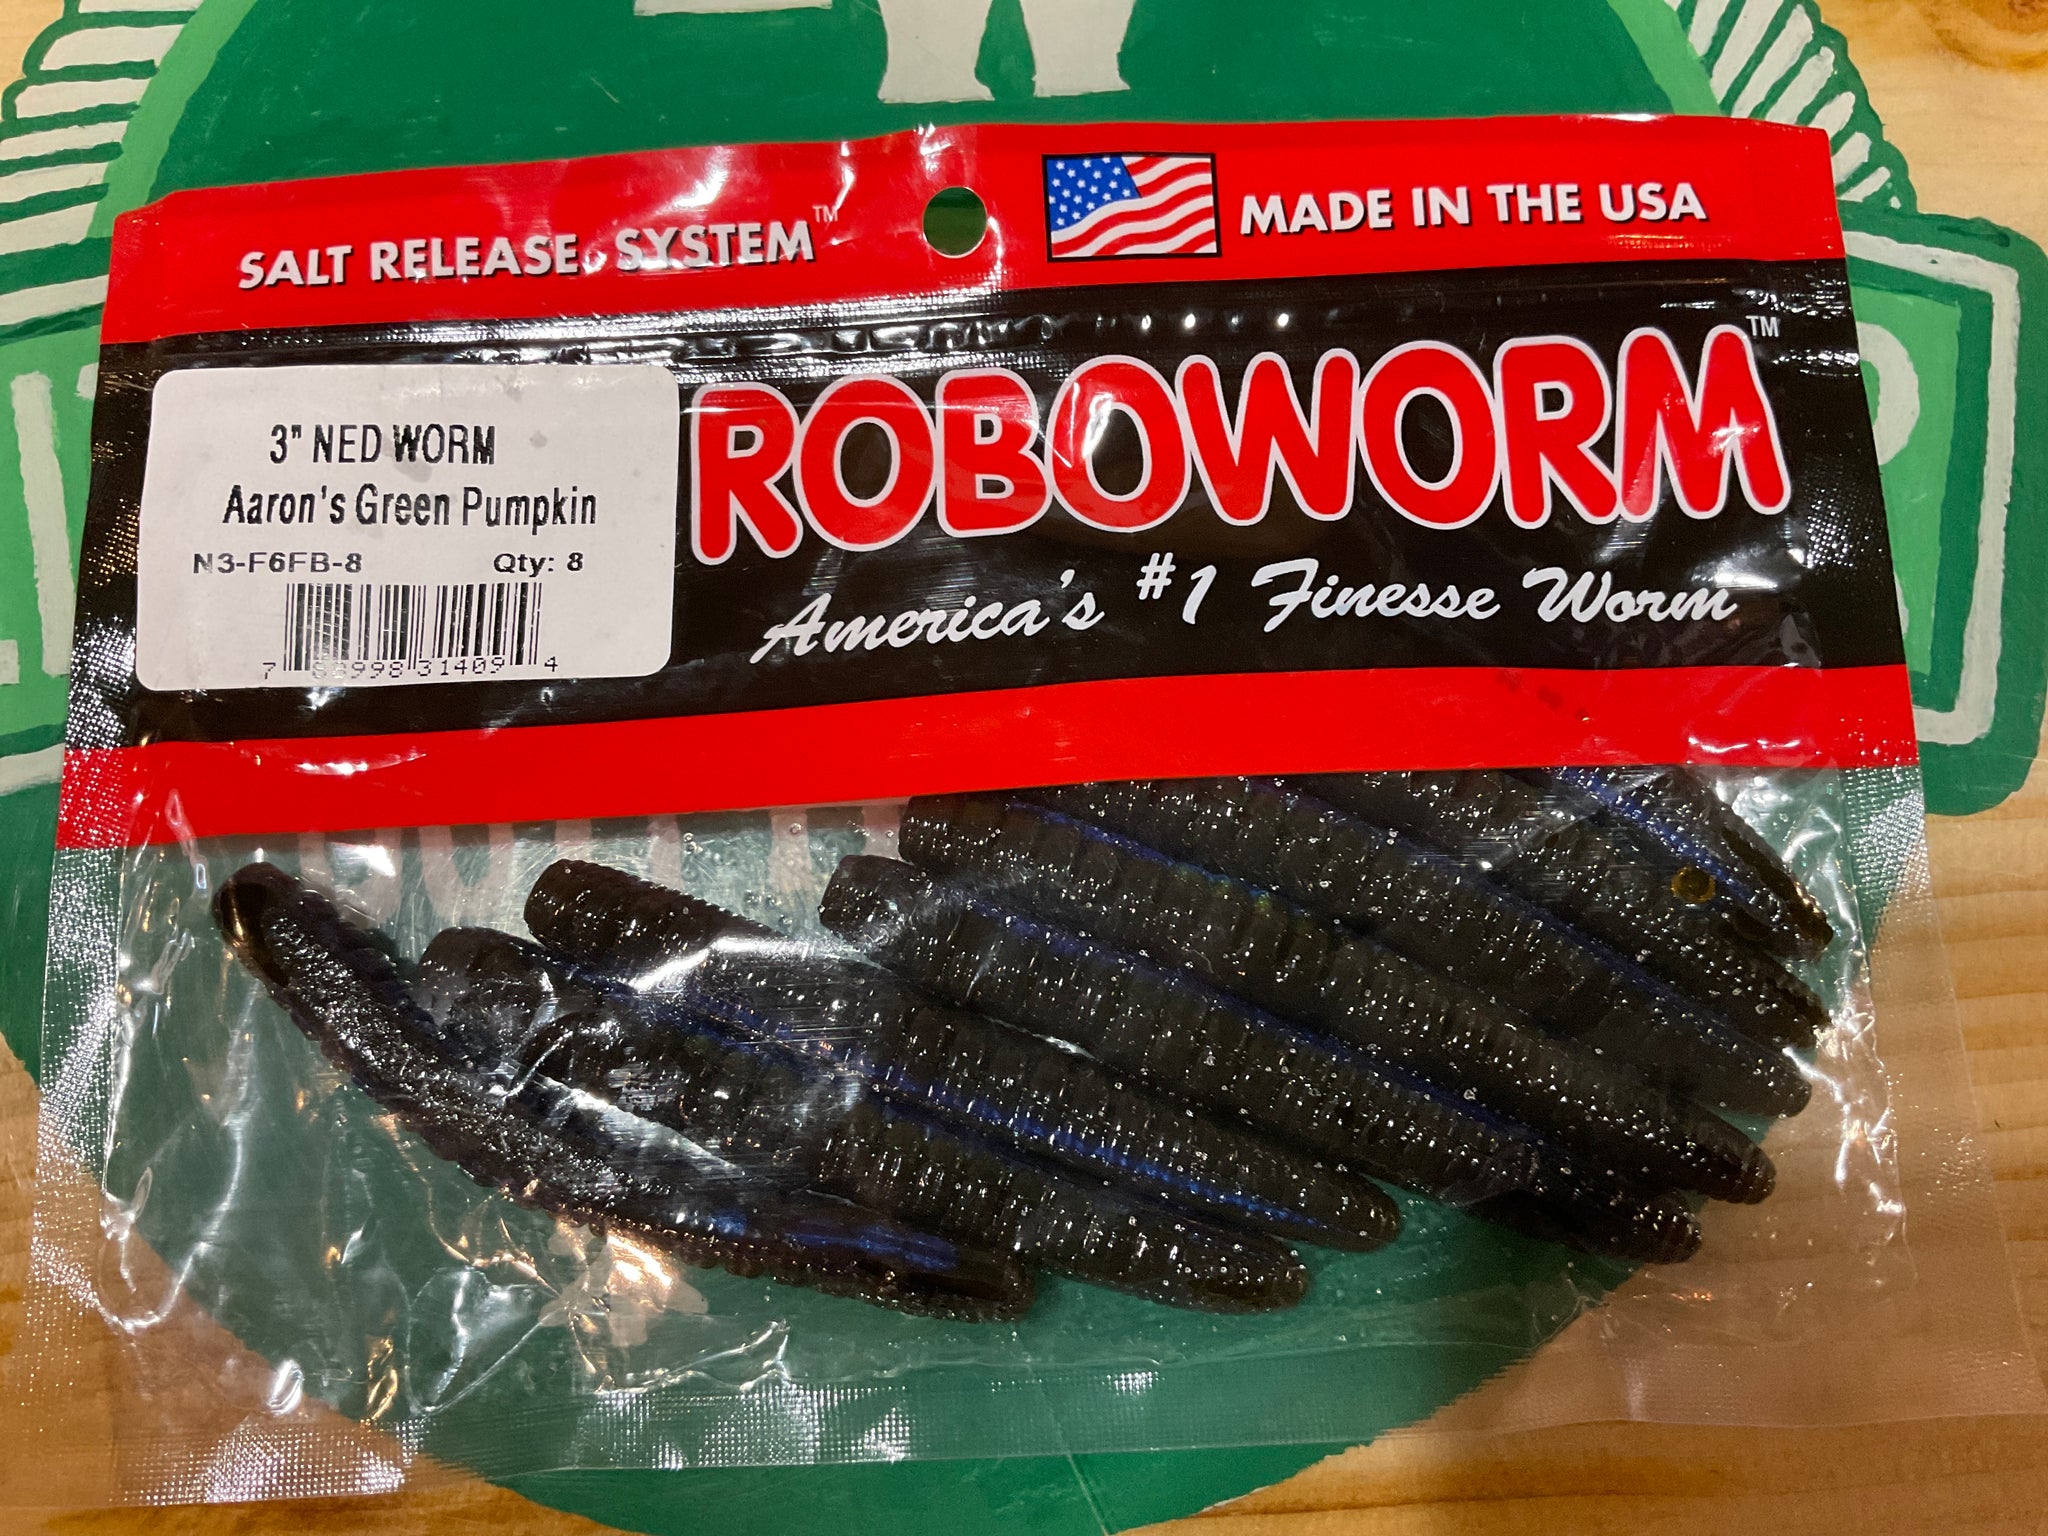 SALT RELEASE SYSTEM™
MADE IN THE USA
ROBOWORM™
America's #1 Finesse Worm
3" NED WORM
Aaron's Green Pumpkin
N3-F6FB-8 Qty: 8